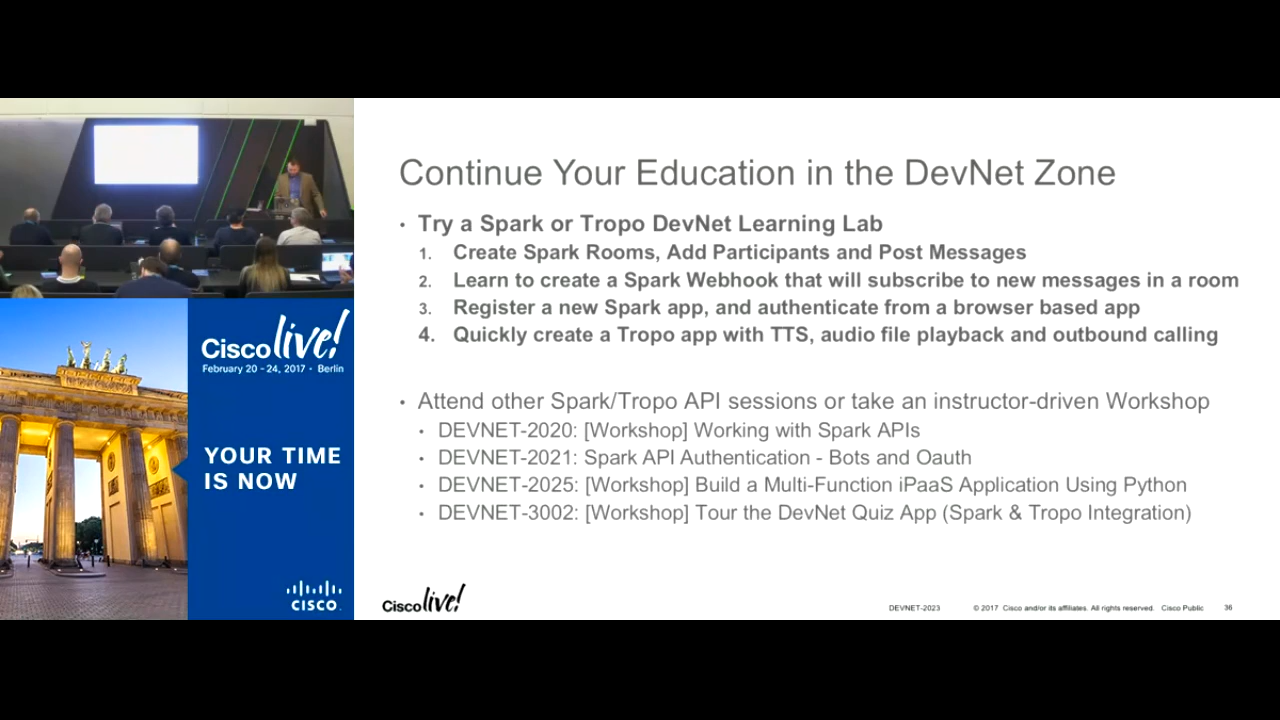 Continue Your Education in the DevNet Zone
• Try a Spark or Tropo DevNet Learning Lab
1. Create Spark Rooms, Add Participants and Post Messages
2. Learn to create a Spark Webhook that will subscribe to new messages in a room
3. Register a new Spark app, and authenticate from a browser based app
4. Quickly create a Tropo app with TTS, audio file playback and outbound calling
• Attend other Spark/Tropo API sessions or take an instructor-driven Workshop
• DEVNET-2020: [Workshop] Working with Spark APIs
• DEVNET-2021: Spark API Authentication - Bots and Oauth
• DEVNET-2025: [Workshop] Build a Multi-Function iPaaS Application Using Python
• DEVNET-3002: [Workshop] Tour the DevNet Quiz App (Spark & Tropo Integration)
Cisco live!
DEVNET-2023 © 2017 Cisco and/or its affiliates. All rights reserved. Cisco Public 36
Cisco live!
February 20 - 24, 2017 • Berlin
YOUR TIME
IS NOW
CISCO